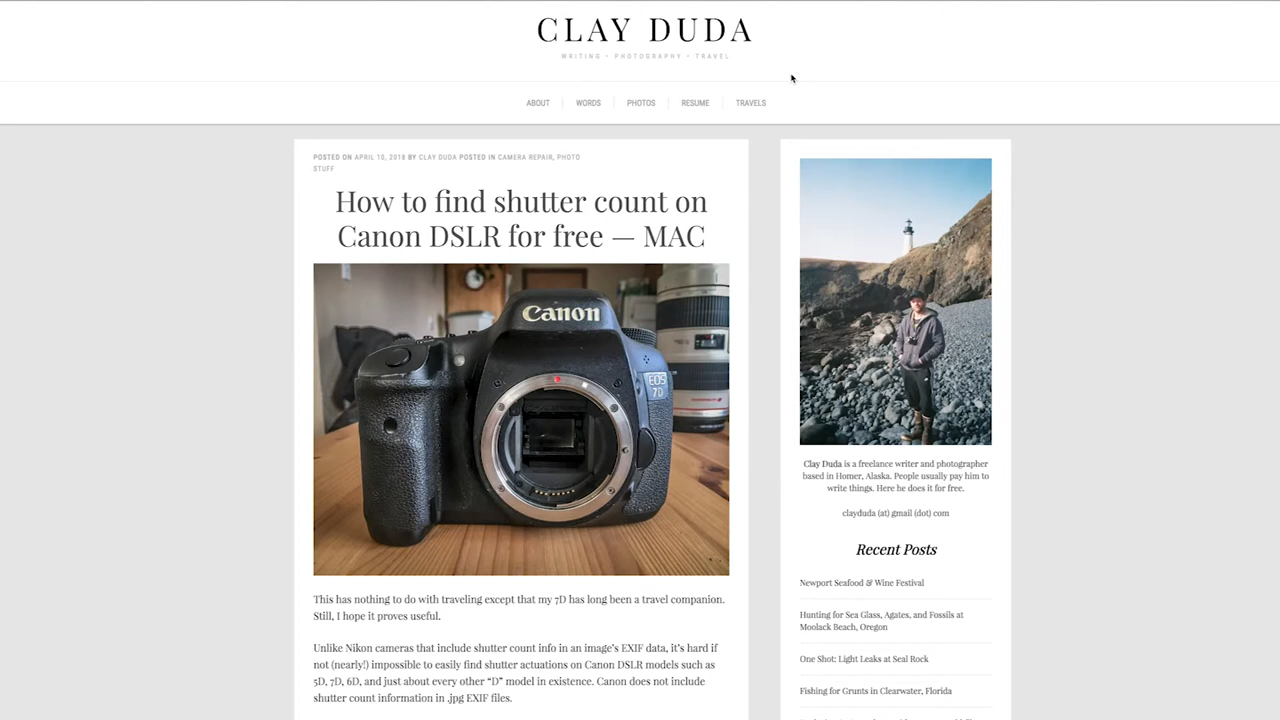 CLAY DUDA
WRITING • PHOTOGRAPHY • TRAVEL
ABOUT
WORDS
PHOTOS
RESUME
TRAVELS
POSTED ON APRIL 10, 2018 BY CLAY DUDA POSTED IN CAMERA REPAIR, PHOTO
STUFF
How to find shutter count on
Canon DSLR for free — MAC
Canon
EOS
7D
This has nothing to do with traveling except that my 7D has long been a travel companion.
Still, I hope it proves useful.
Unlike Nikon cameras that include shutter count info in an image's EXIF data, it's hard if
not (nearly!) impossible to easily find shutter actuations on Canon DSLR models such as
5D, 7D, 6D, and just about every other “D” model in existence. Canon does not include
shutter count information in .jpg EXIF files.
Clay Duda is a freelance writer and photographer
based in Homer, Alaska. People usually pay him to
write things. Here he does it for free.
clayduda (at) gmail (dot) com
Recent Posts
Newport Seafood & Wine Festival
Hunting for Sea Glass, Agates, and Fossils at
Moolack Beach, Oregon
One Shot: Light Leaks at Seal Rock
Fishing for Grunts in Clearwater, Florida